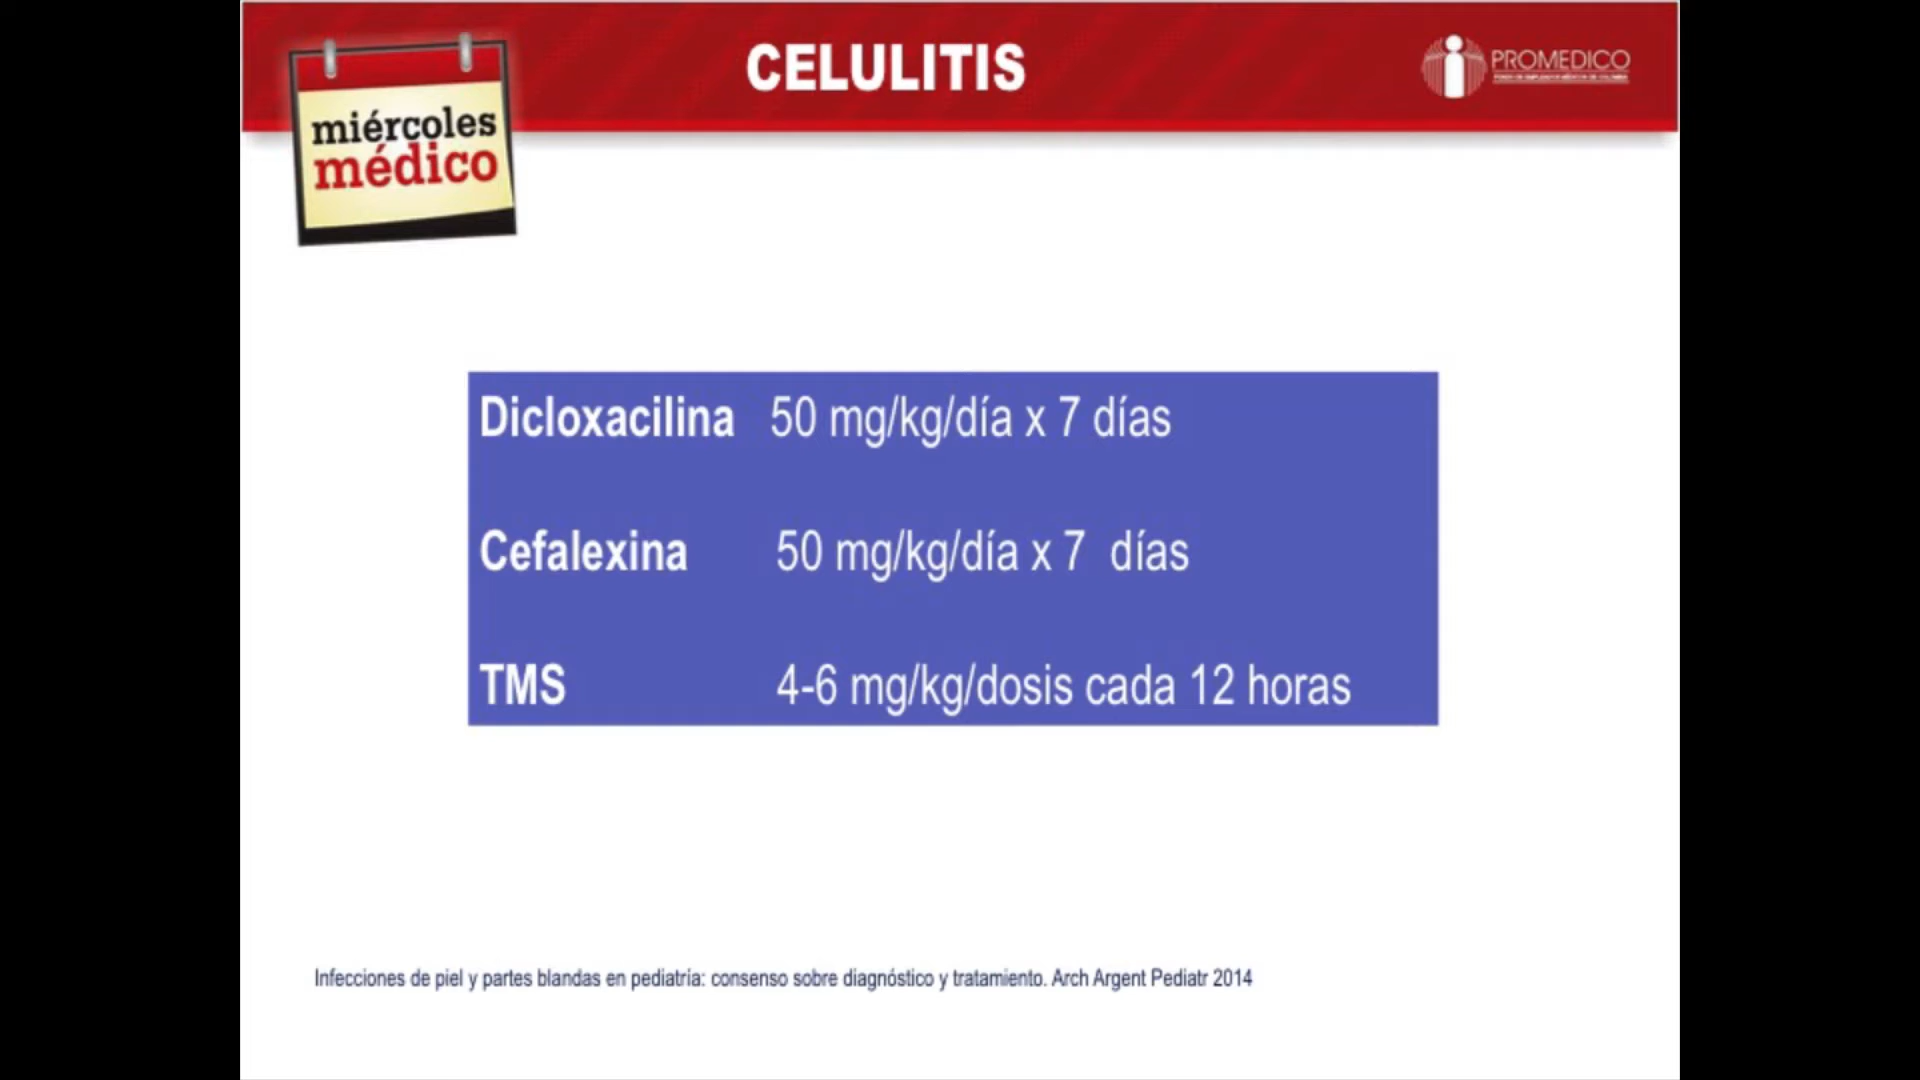 CELULITIS
miércoles
médico
PROMEDICO
Dicloxacilina 50 mg/kg/día x 7 días
Cefalexina 50 mg/kg/día x 7 días
TMS 4-6 mg/kg/dosis cada 12 horas
Infecciones de piel y partes blandas en pediatría: consenso sobre diagnóstico y tratamiento. Arch Argent Pediatr 2014